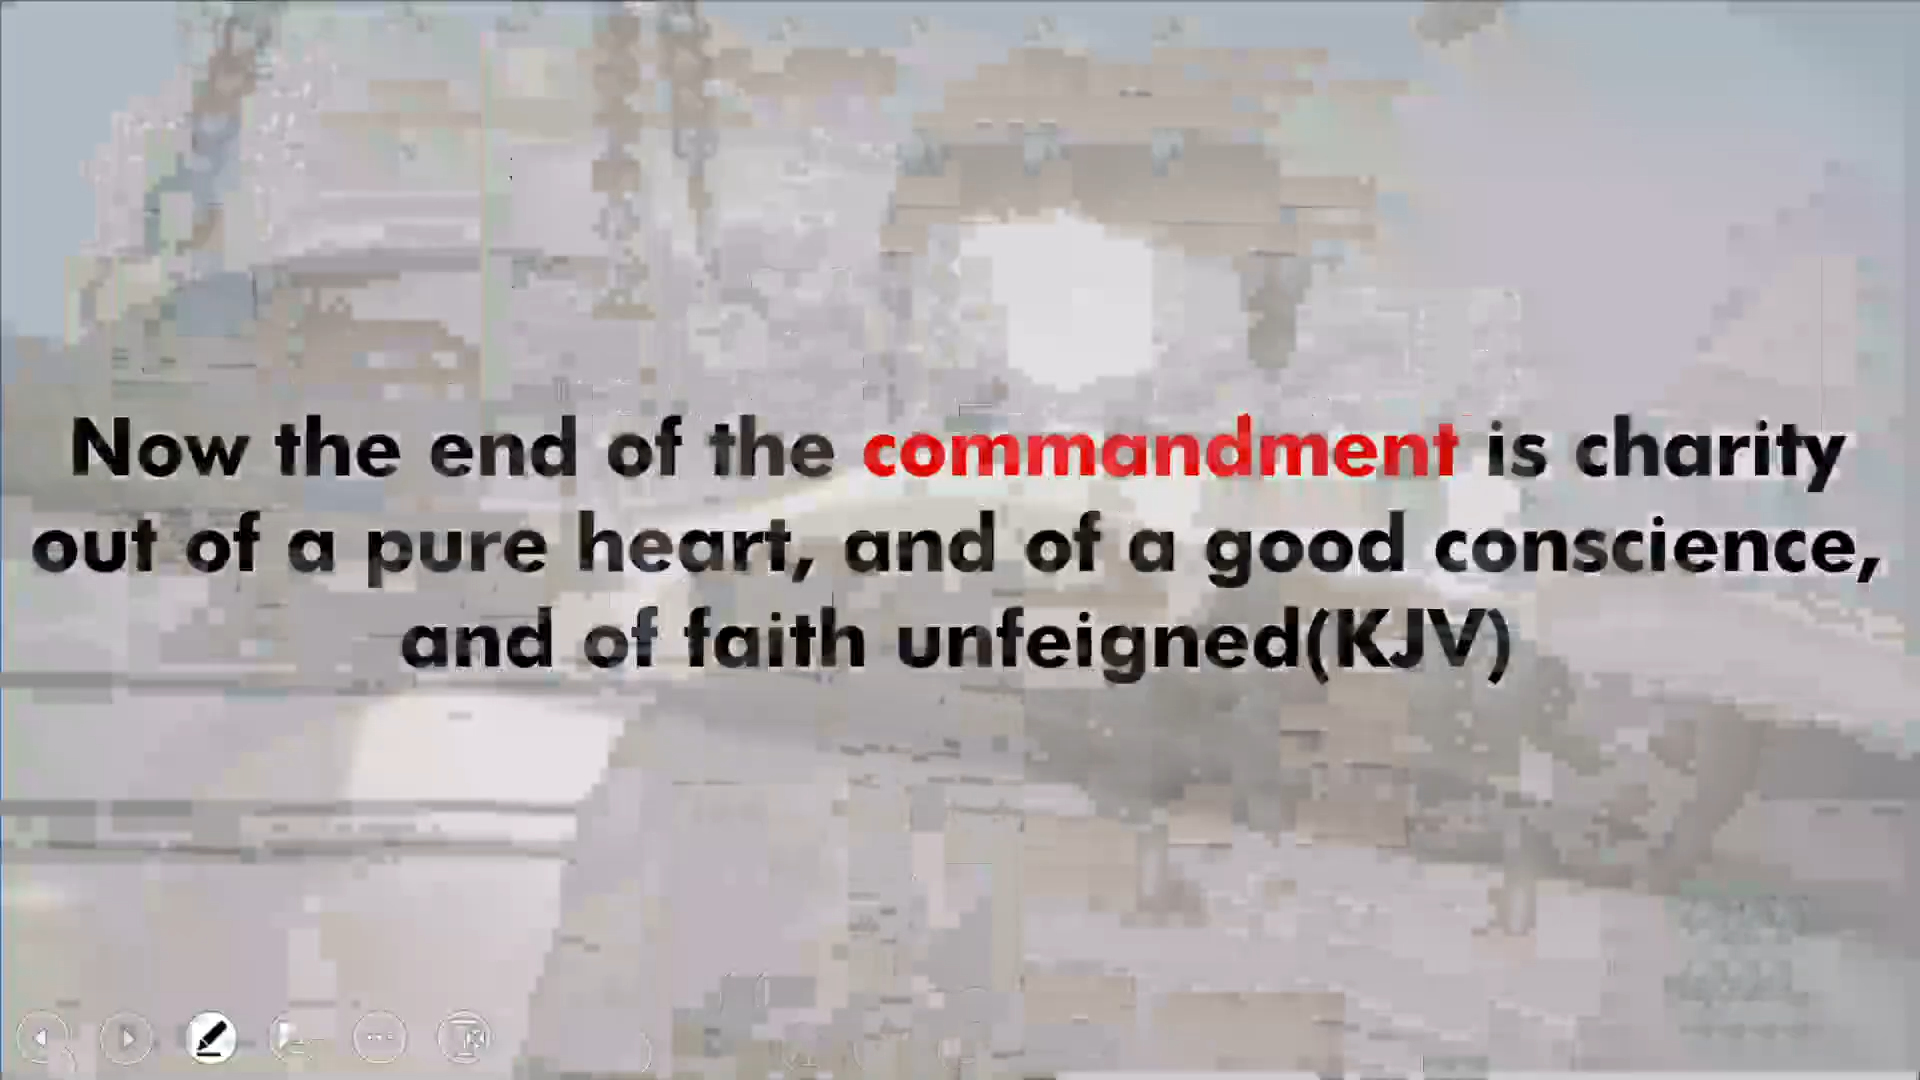 Now the end of the commandment is charity
out of a pure heart, and of a good conscience,
and of faith unfeigned(KJV)